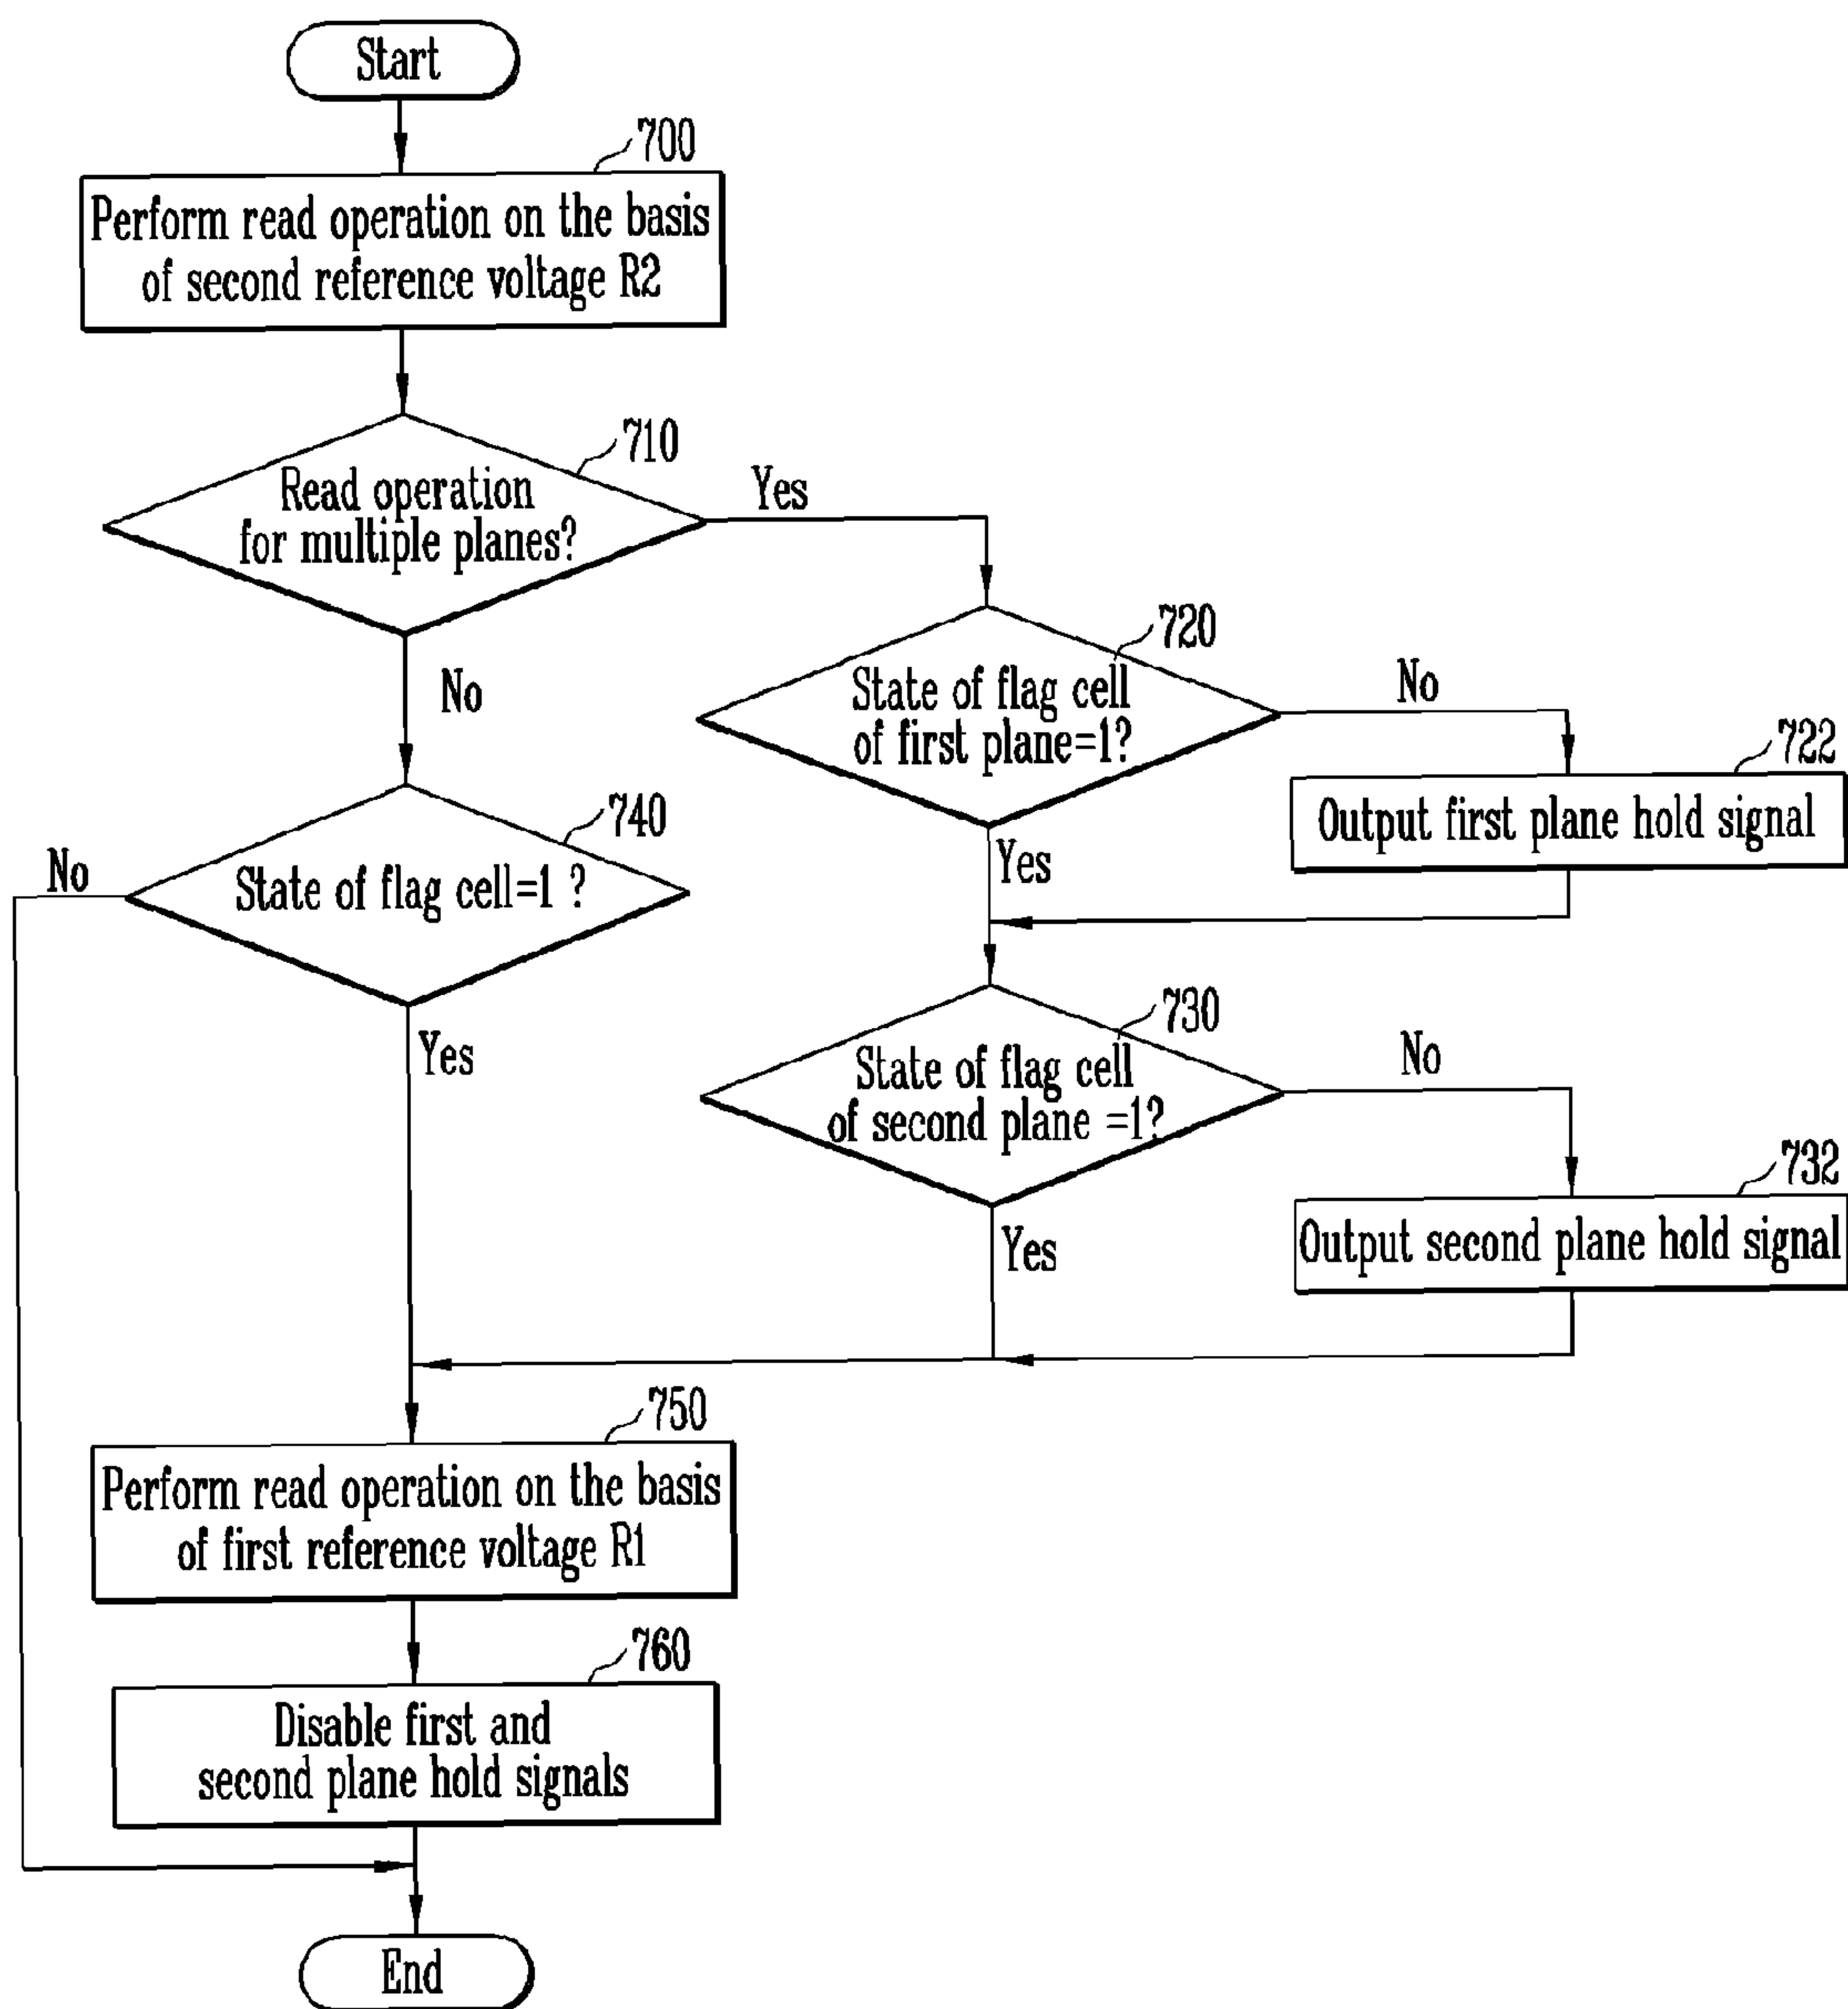 Start
700
Perform read operation on the basis
of second reference voltage R2
710
Read operation
for multiple planes?
Yes
No
720
State of flag cell
of first plane=1?
No
722
Output first plane hold signal
Yes
740
State of flag cell=1 ?
No
Yes
730
State of flag cell
of second plane =1?
No
732
Output second plane hold signal
Yes
750
Perform read operation on the basis
of first reference voltage R1
760
Disable first and
second plane hold signals
End